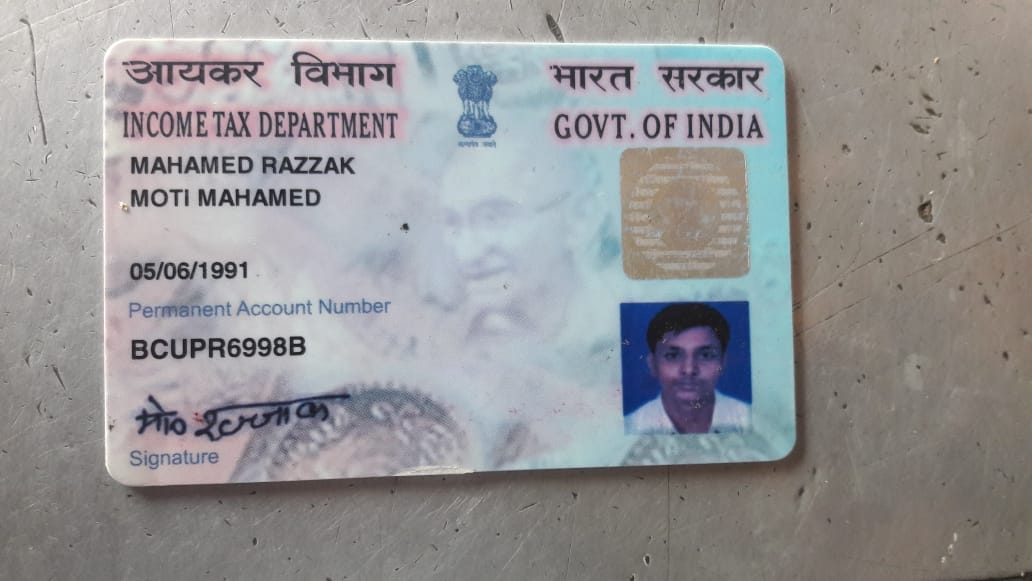 आयकर विभाग
भारत सरकार
INCOME TAX DEPARTMENT
GOVT. OF INDIA
सत्यमेव जयते
MAHAMED RAZZAK
MOTI MAHAMED
05/06/1991
Permanent Account Number
BCUPR6998B
मो० रज्जाक
Signature